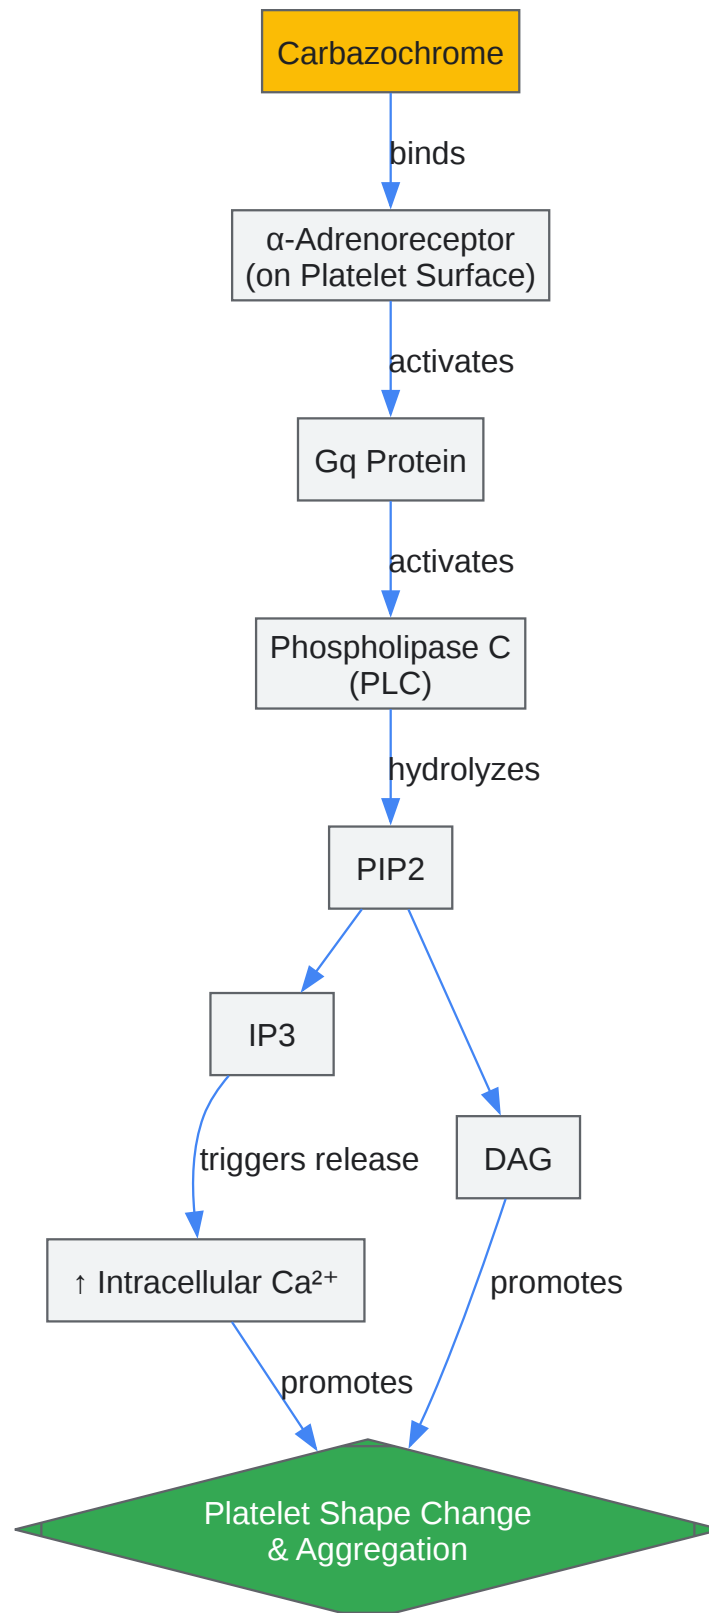 Carbazochrome
binds
α-Adrenoreceptor
(on Platelet Surface)
activates
Gq Protein
activates
Phospholipase C
(PLC)
hydrolyzes
PIP2
IP3
DAG
triggers release
↑ Intracellular Ca²⁺
promotes
promotes
Platelet Shape Change
& Aggregation